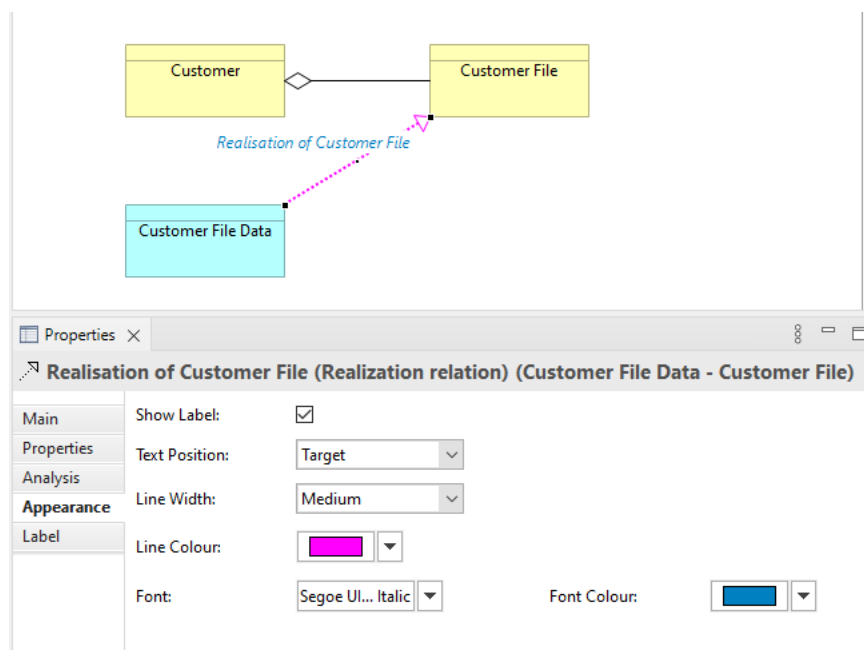 Customer
Customer File
Realisation of Customer File
Customer File Data
Properties
Realisation of Customer File (Realization relation) (Customer File Data - Customer File)
Main
Properties
Analysis
Appearance
Label
Show Label:
Text Position: Target
Line Width: Medium
Line Colour:
Font: Segoe UI... Italic Font Colour: